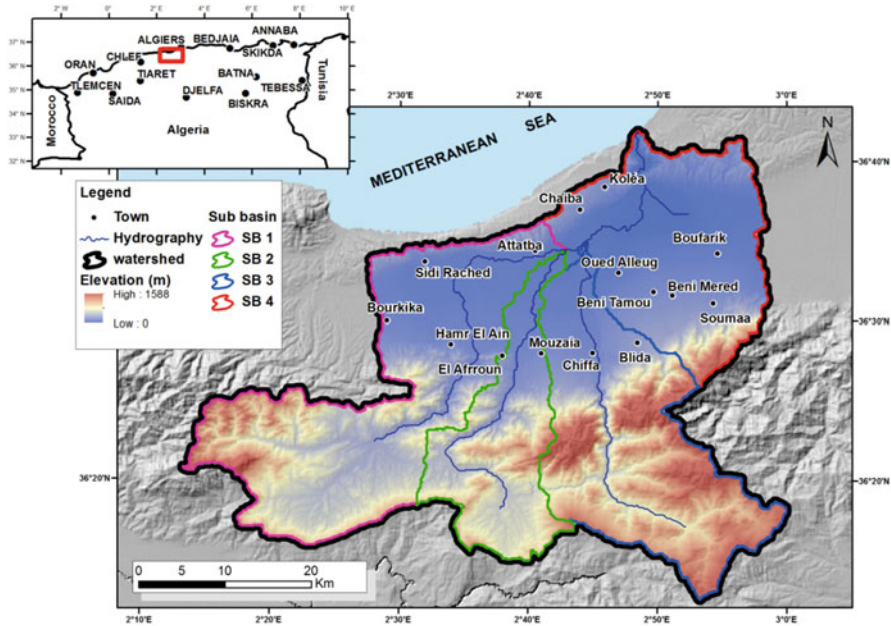 2°W 0° 2°E 4°E 6°E 8°E 10°E
37°N
36°N
35°N
34°N
33°N
32°N
ALGIERS
BEDJAIA
ANNABA
SKIKDA
CHLEF
ORAN
TIARET
BATNA
TLEMCEN
TEBESSA
SAIDA
DJELFA
BISKRA
Morocco
Algeria
Tunisia
2°30'E 2°40'E 2°50'E 3°0'E
MEDITERRANEAN SEA
N
36°40'N
36°30'N
36°20'N
36°20'N
Legend
Town
Hydrography
watershed
Elevation (m)
High : 1588
Low : 0
Sub basin
SB 1
SB 2
SB 3
SB 4
Koléa
Chaiba
Attatba
Boufarik
Sidi Rached
Oued Alleug
Beni Mered
Beni Tamou
Soumaa
Bourkika
Hamr El Ain
Mouzaia
El Afrroun
Chiffa
Blida
0 5 10 20
Km
2°10'E 2°20'E 2°30'E 2°40'E 2°50'E 3°0'E